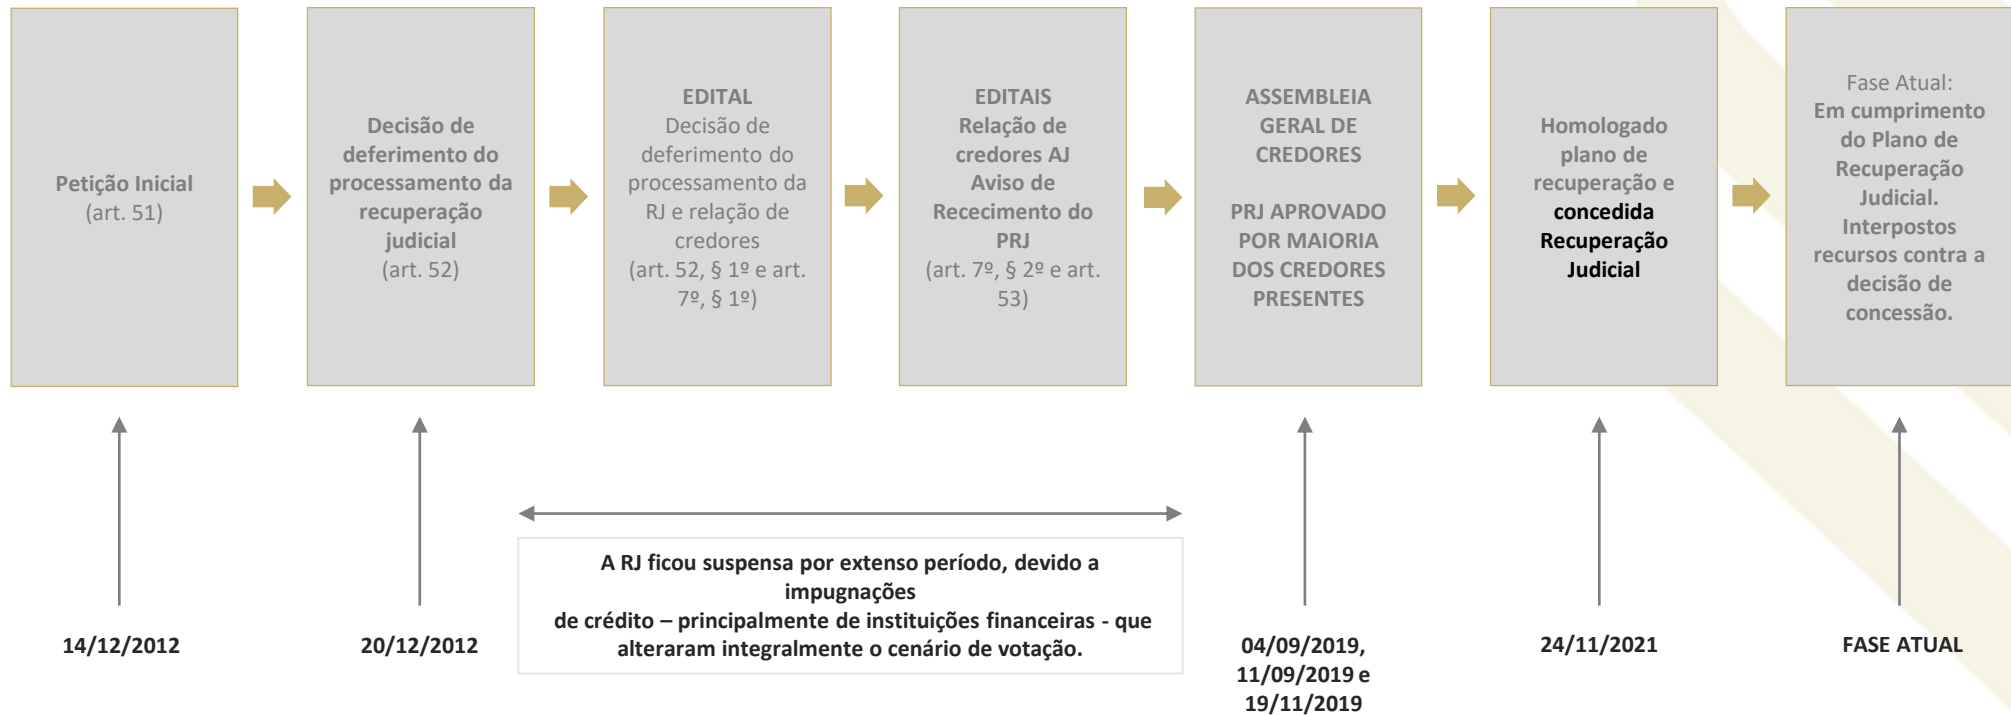 Petição Inicial
(art. 51)
Decisão de
deferimento do
processamento da
recuperação
judicial
(art. 52)
EDITAL
Decisão de
deferimento do
processamento da
RJ e relação de
credores
(art. 52, § 1º e art.
7º, § 1º)
EDITAIS
Relação de
credores AJ
Aviso de
Rececimento do
PRJ
(art. 7º, § 2º e art.
53)
ASSEMBLEIA
GERAL DE
CREDORES
PRJ APROVADO
POR MAIORIA
DOS CREDORES
PRESENTES
Homologado
plano de
recuperação e
concedida
Recuperação
Judicial
Fase Atual:
Em cumprimento
do Plano de
Recuperação
Judicial.
Interpostos
recursos contra a
decisão de
concessão.
A RJ ficou suspensa por extenso período, devido a
impugnações
de crédito – principalmente de instituições financeiras - que
alteraram integralmente o cenário de votação.
14/12/2012
20/12/2012
04/09/2019,
11/09/2019 e
19/11/2019
24/11/2021
FASE ATUAL